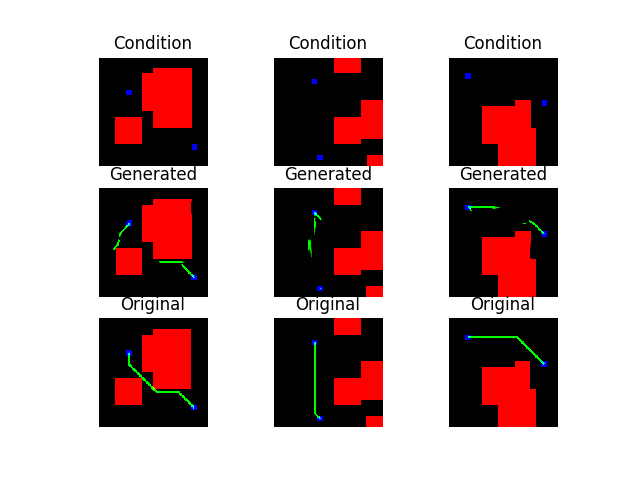 Condition Condition Condition
Generated Generated Generated
Original Original Original